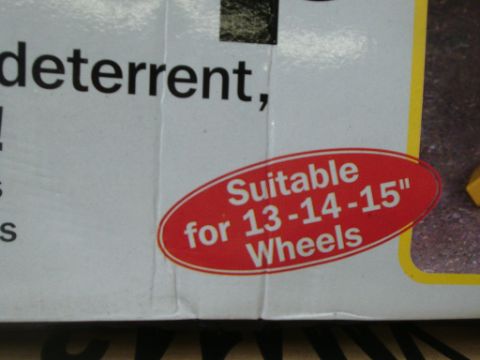 deterrent,
!
s
s
Suitable
for 13-14-15"
Wheels